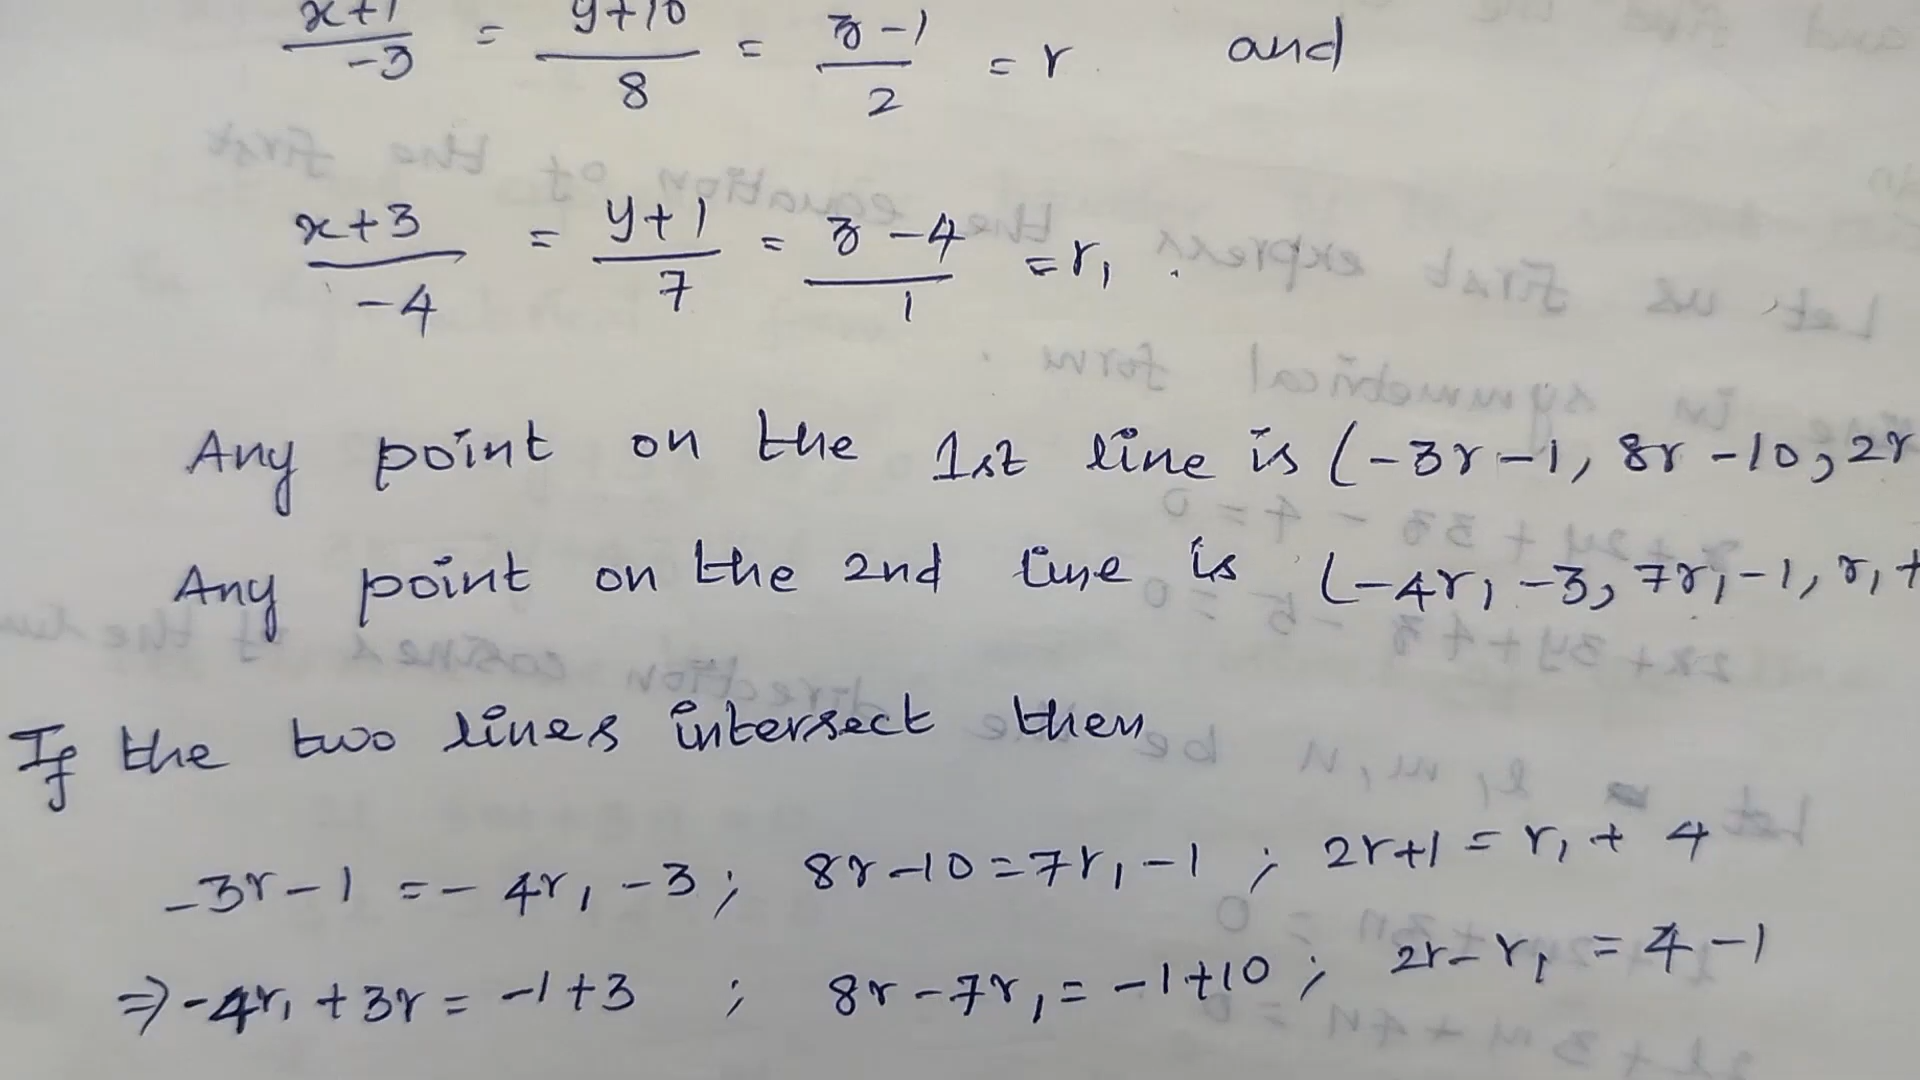 x+1/-3 = y+10/8 = z-1/2 = r and
x+3/-4 = y+1/7 = z-4/1 = r₁.
Any point on the 1st line is (-3r-1, 8r-10, 2r
Any point on the 2nd line is (-4r₁-3, 7r₁-1, r₁+
If the two lines intersect then
-3r-1 = -4r₁-3; 8r-10=7r₁-1; 2r+1=r₁+4
⇒-4r₁+3r=-1+3; 8r-7r₁=-1+10; 2r-r₁=4-1